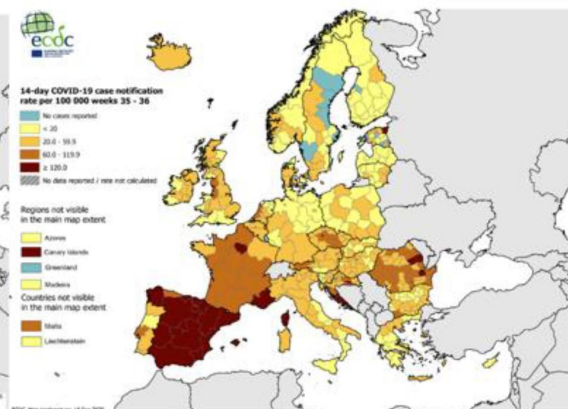 ecdc
14-day COVID-19 case notification
rate per 100 000 weeks 35 - 36
No cases reported
< 20
20.0 - 59.9
60.0 - 119.9
≥ 120.0
No data reported / rate not calculated
Regions not visible
in the main map extent
Azores
Canary Islands
Greenland
Madeira
Countries not visible
in the main map extent
Malta
Liechtenstein